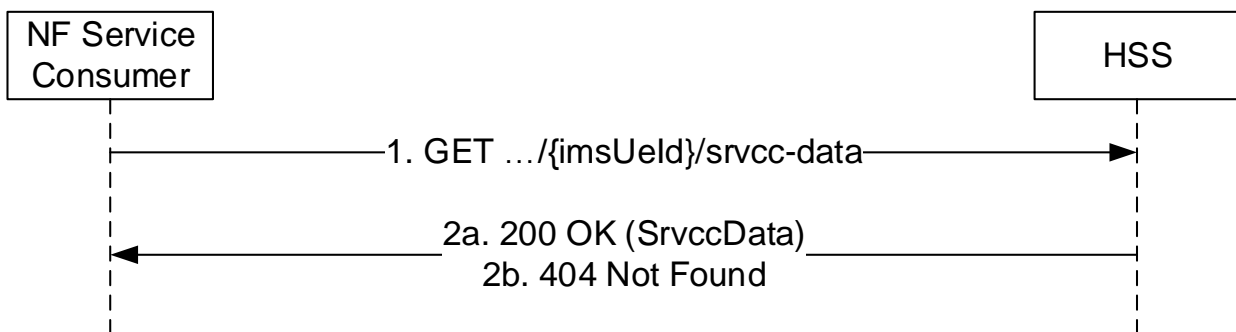 NF Service
Consumer
HSS
1. GET …/{imsUeId}/srvcc-data
2a. 200 OK (SrvccData)
2b. 404 Not Found